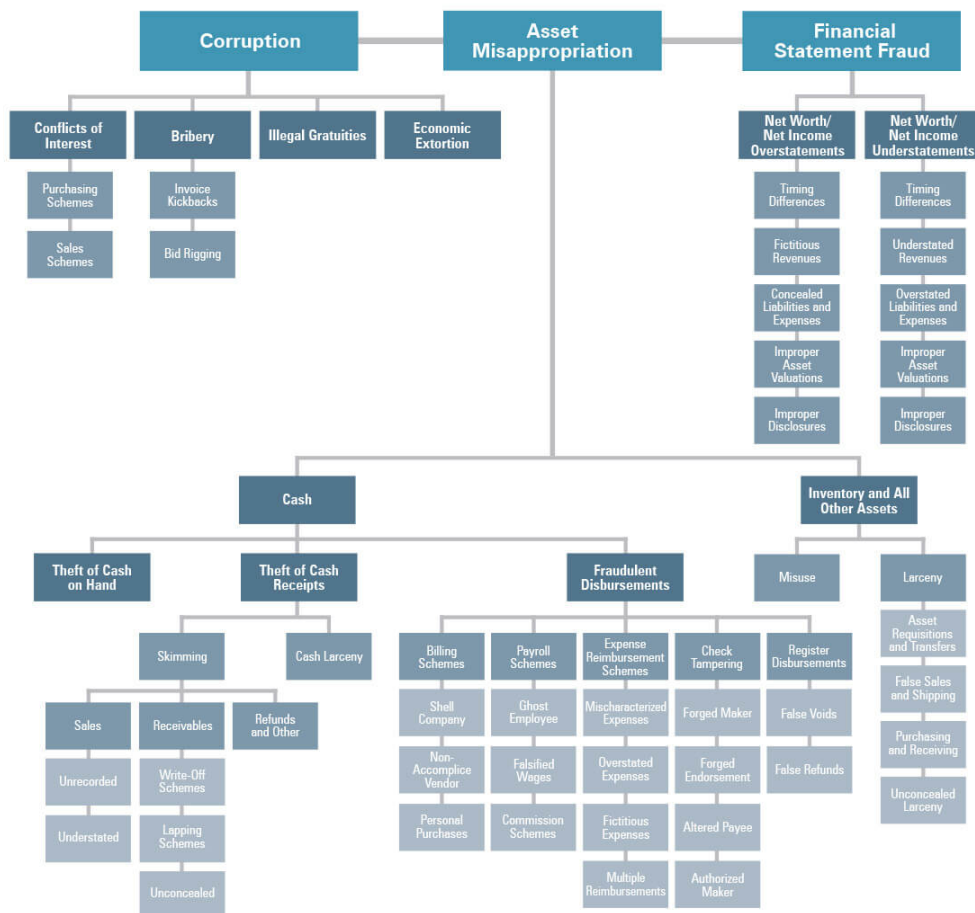 Corruption
Asset
Misappropriation
Financial
Statement Fraud
Conflicts of
Interest
Bribery
Illegal Gratuities
Economic
Extortion
Net Worth/
Net Income
Overstatements
Net Worth/
Net Income
Understatements
Purchasing
Schemes
Sales
Schemes
Invoice
Kickbacks
Bid Rigging
Timing
Differences
Fictitious
Revenues
Concealed
Liabilities and
Expenses
Improper
Asset
Valuations
Improper
Disclosures
Timing
Differences
Understated
Revenues
Overstated
Liabilities and
Expenses
Improper
Asset
Valuations
Improper
Disclosures
Cash
Inventory and All
Other Assets
Theft of Cash
on Hand
Theft of Cash
Receipts
Fraudulent
Disbursements
Misuse
Larceny
Asset
Requisitions
and Transfers
False Sales
and Shipping
Purchasing
and Receiving
Unconcealed
Larceny
Skimming
Cash Larceny
Sales
Unrecorded
Understated
Receivables
Write-Off
Schemes
Lapping
Schemes
Unconcealed
Refunds
and Other
Billing
Schemes
Shell
Company
Non-
Accomplice
Vendor
Personal
Purchases
Payroll
Schemes
Ghost
Employee
Falsified
Wages
Commission
Schemes
Expense
Reimbursement
Schemes
Mischaracterized
Expenses
Overstated
Expenses
Fictitious
Expenses
Multiple
Reimbursements
Check
Tampering
Forged Maker
Forged
Endorsement
Altered Payee
Authorized
Maker
Register
Disbursements
False Voids
False Refunds